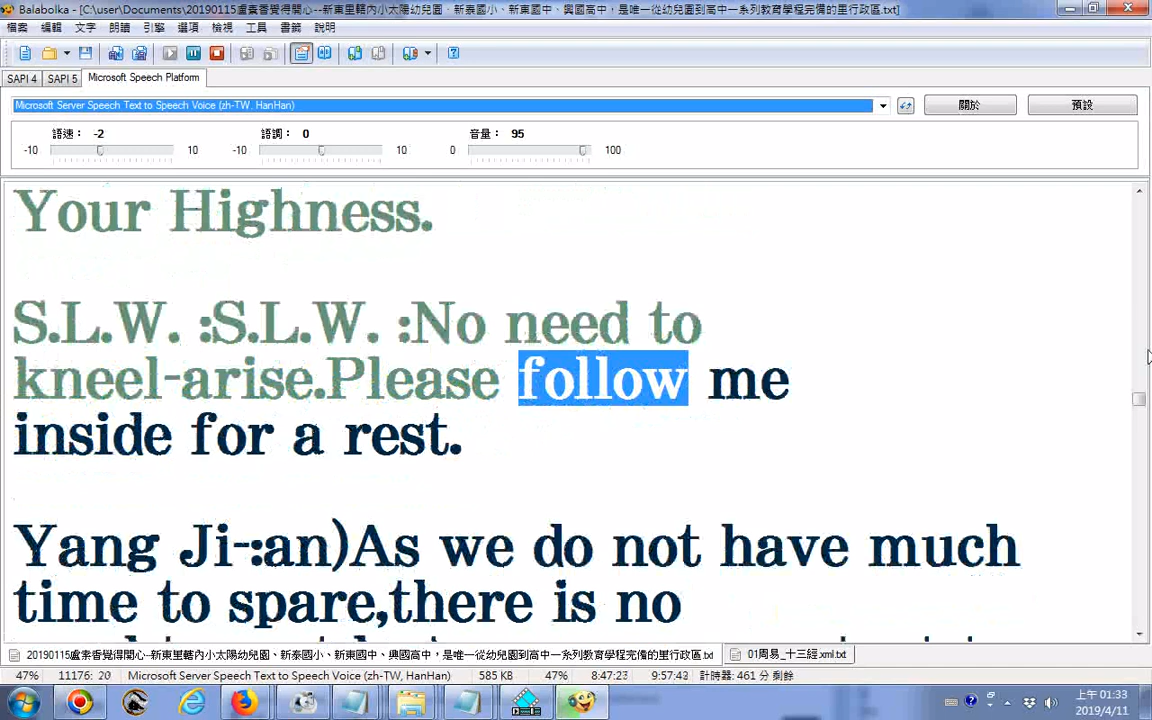 Balabolka - [C:\user\Documents\20190115盧素香覺得開心--新東里轄內小太陽幼兒園、新泰國小、新東國中、興國高中，是唯一從幼兒園到高中一系列教育學程完備的里行政區.txt]
檔案 編輯 文字 朗讀 引擎 選項 檢視 工具 書籤 說明
SAPI 4 SAPI 5 Microsoft Speech Platform
Microsoft Server Speech Text to Speech Voice (zh-TW, HanHan) 關於 預設
語速： -2 語調： 0 音量： 95
-10 10 -10 10 0 100
Your Highness.
S.L.W. :S.L.W. :No need to
kneel-arise.Please follow me
inside for a rest.
Yang Ji-:an)As we do not have much
time to spare,there is no
20190115盧素香覺得開心--新東里轄內小太陽幼兒園、新泰國小、新東國中、興國高中，是唯一從幼兒園到高中一系列教育學程完備的里行政區.txt 01周易_十三經.xml.txt
47% 11176: 20 Microsoft Server Speech Text to Speech Voice (zh-TW, HanHan) 585 KB 47% 8:47:23 9:57:43 計時器: 461 分 剩餘
上午 01:33
2019/4/11